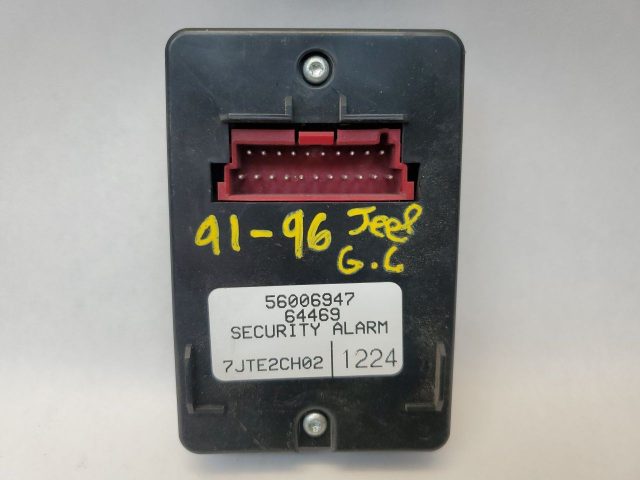 91-96 Jeep
G.C
56006947
64469
SECURITY ALARM
7JTE2CH02 1224